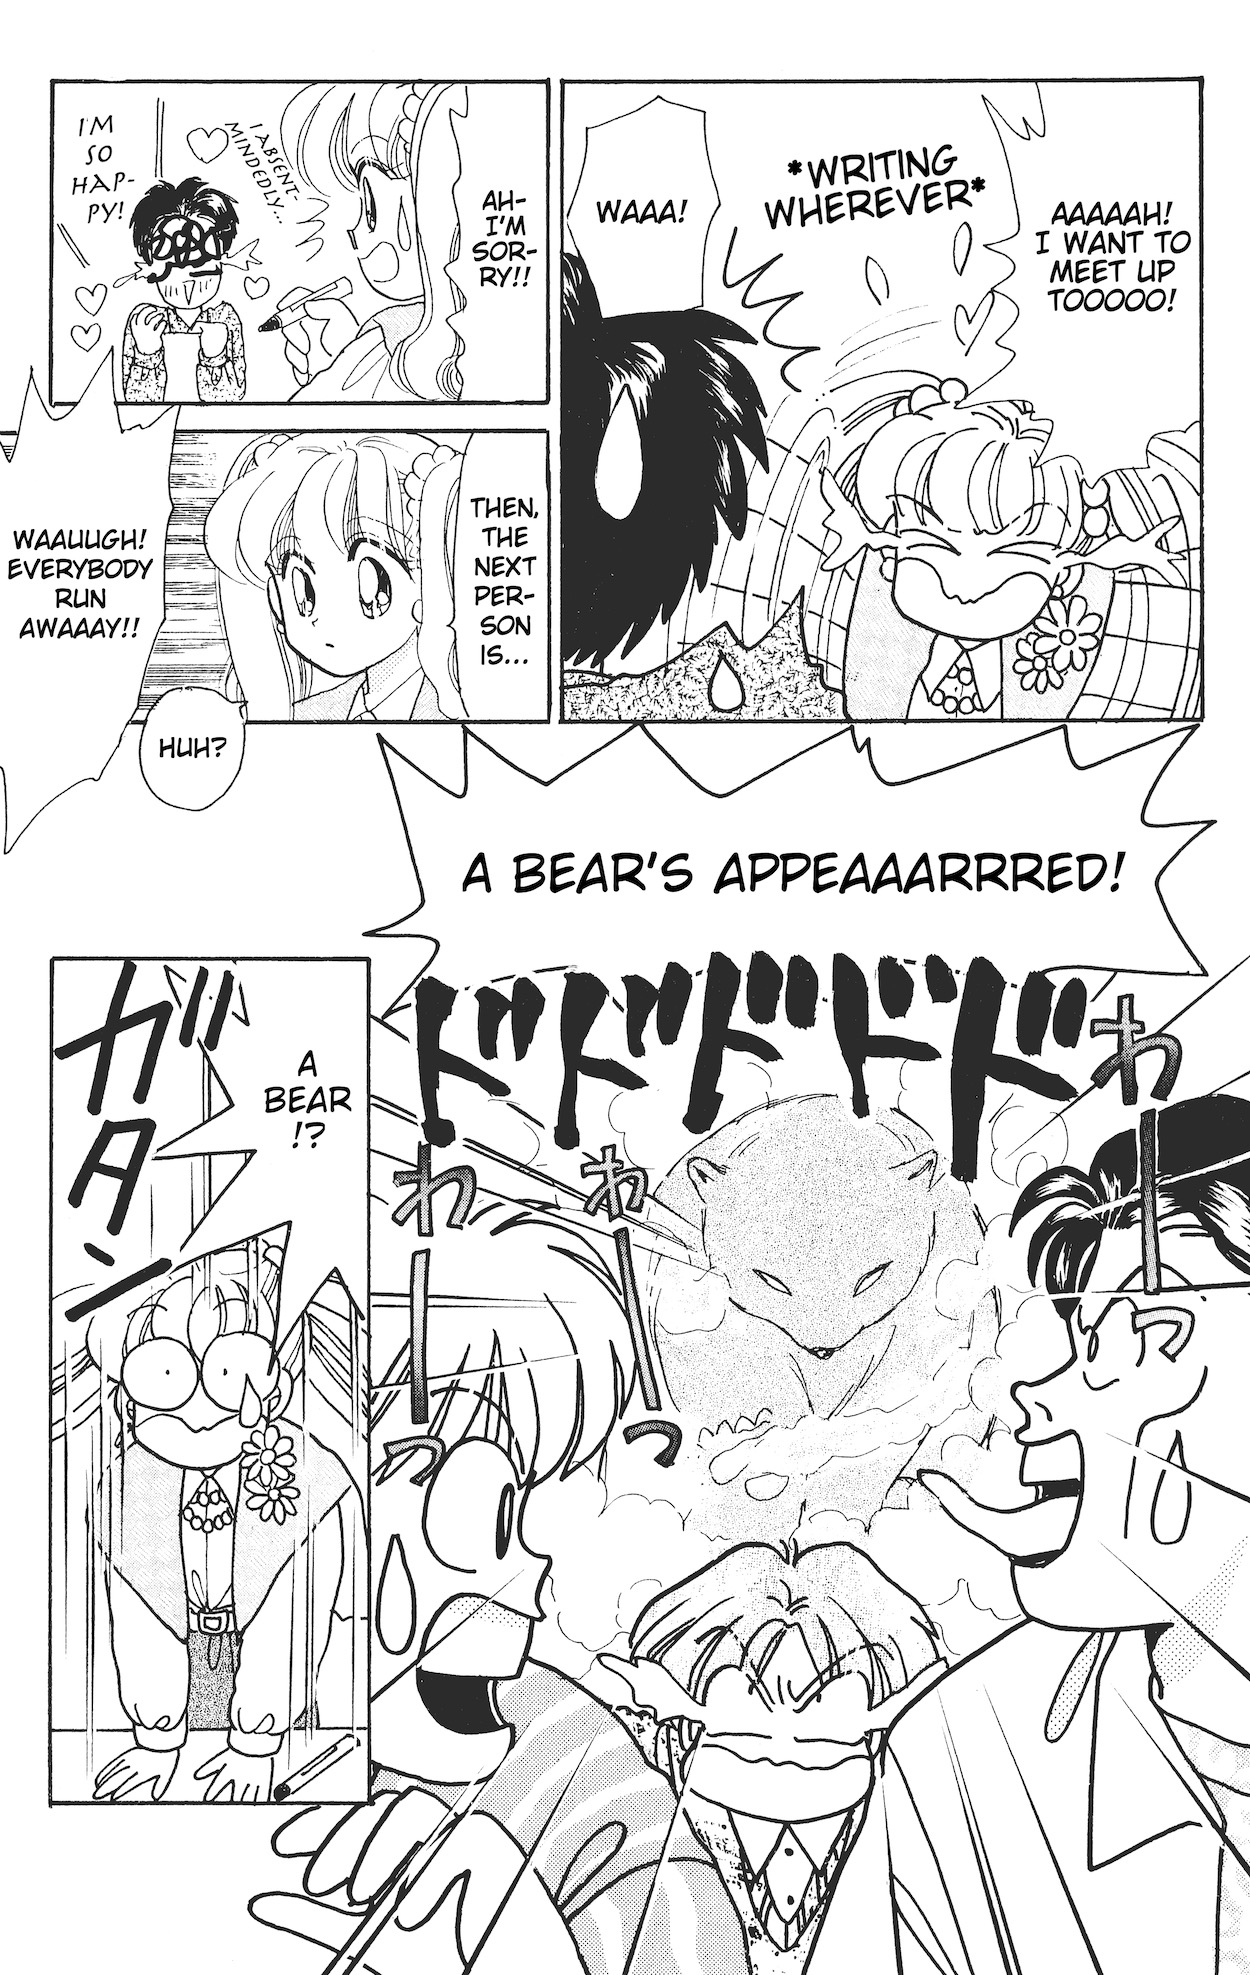 AAAAAH!
I WANT TO
MEET UP
TOOOOO!
*WRITING
WHEREVER*
WAAA!
AH-
I'M
SOR-
RY!!
I ABSENT-
MINDEDLY...
I'M
SO
HAP-
PY!
THEN,
THE
NEXT
PER-
SON
IS...
WAAUUGH!
EVERYBODY
RUN
AWAAAY!!
HUH?
A BEAR'S APPEAAARRRED!
ドドドドド
わーっ
わーっ
わーっ
A
BEAR
!?
ガタン